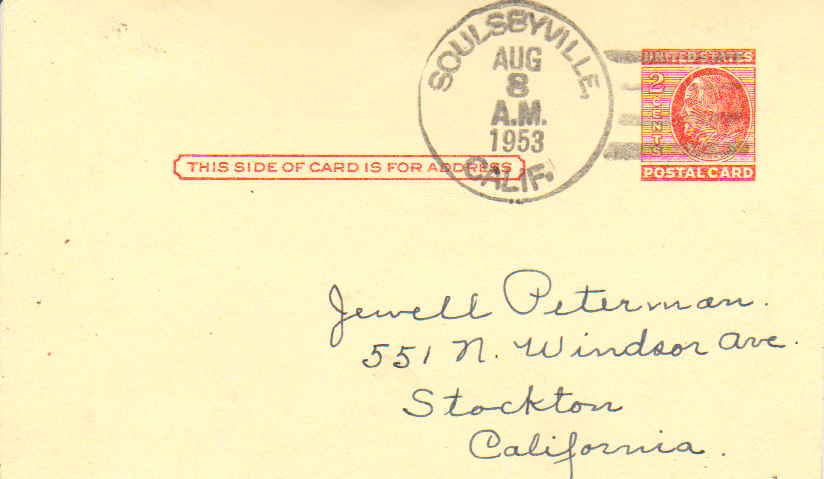 SOULSBYVILLE,
AUG
8
A.M.
1953
CALIF.
UNITED STATES
2 CENTS
POSTAL CARD
THIS SIDE OF CARD IS FOR ADDRESS
Jewell Peterman.
551 N. Windsor Ave.
Stockton
California.